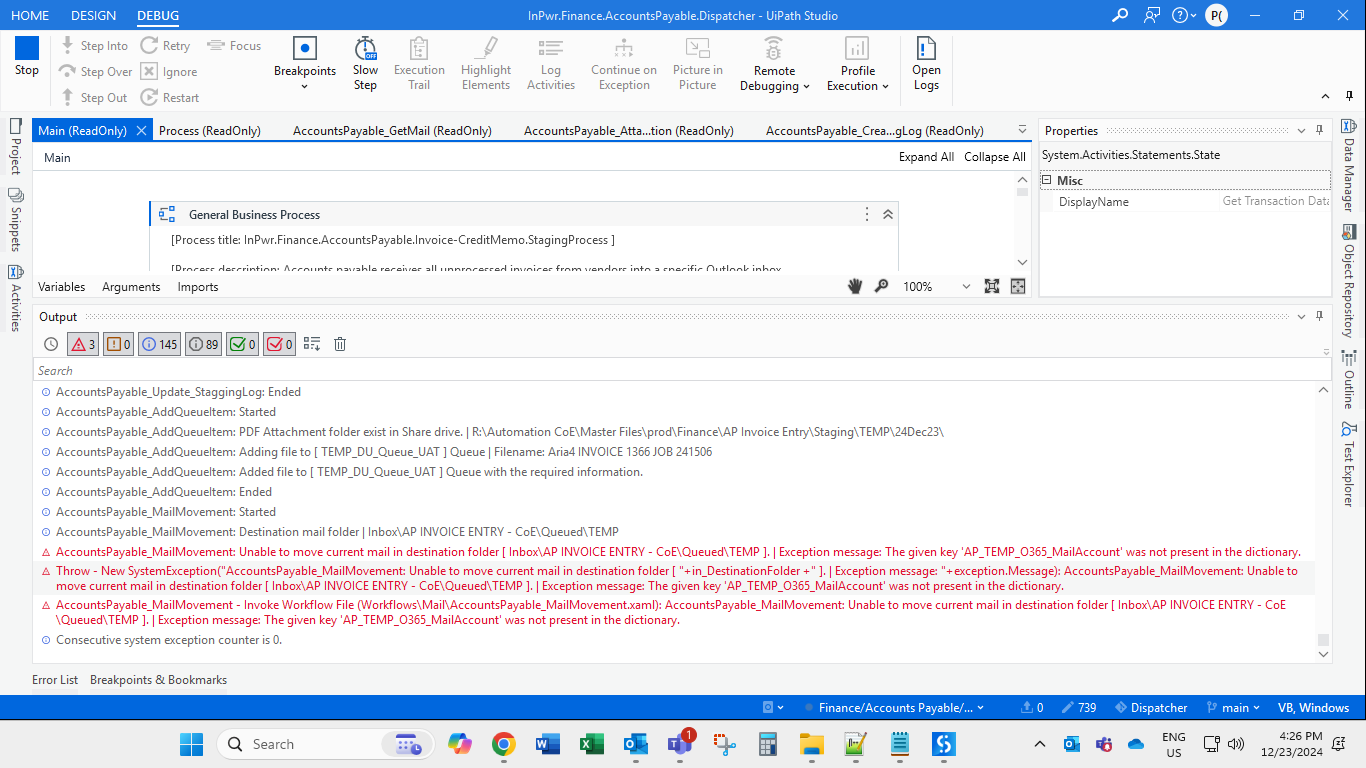 HOME DESIGN DEBUG InPwr.Finance.AccountsPayable.Dispatcher - UiPath Studio P(
Stop
Step Into Retry Focus
Step Over Ignore
Step Out Restart
Breakpoints
Slow Step
OFF
Execution Trail
Highlight Elements
Log Activities
Continue on Exception
Picture in Picture
Remote Debugging
Profile Execution
Open Logs
Main (ReadOnly) Process (ReadOnly) AccountsPayable_GetMail (ReadOnly) AccountsPayable_Atta...tion (ReadOnly) AccountsPayable_Crea...gLog (ReadOnly)
Main Expand All Collapse All
General Business Process
[Process title: InPwr.Finance.AccountsPayable.Invoice-CreditMemo.StagingProcess ]
[Process description: Accounts payable receives all unprocessed invoices from vendors into a specific Outlook inbox
Variables Arguments Imports 100%
Properties
System.Activities.Statements.State
Misc
DisplayName Get Transaction Data
Project
Snippets
Activities
Data Manager
Object Repository
Outline
Test Explorer
Output
3 0 145 89 0 0
Search
AccountsPayable_Update_StaggingLog: Ended
AccountsPayable_AddQueueItem: Started
AccountsPayable_AddQueueItem: PDF Attachment folder exist in Share drive. | R:\Automation CoE\Master Files\prod\Finance\AP Invoice Entry\Staging\TEMP\24Dec23\
AccountsPayable_AddQueueItem: Adding file to [ TEMP_DU_Queue_UAT ] Queue | Filename: Aria4 INVOICE 1366 JOB 241506
AccountsPayable_AddQueueItem: Added file to [ TEMP_DU_Queue_UAT ] Queue with the required information.
AccountsPayable_AddQueueItem: Ended
AccountsPayable_MailMovement: Started
AccountsPayable_MailMovement: Destination mail folder | Inbox\AP INVOICE ENTRY - CoE\Queued\TEMP
AccountsPayable_MailMovement: Unable to move current mail in destination folder [ Inbox\AP INVOICE ENTRY - CoE\Queued\TEMP ]. | Exception message: The given key 'AP_TEMP_O365_MailAccount' was not present in the dictionary.
Throw - New SystemException("AccountsPayable_MailMovement: Unable to move current mail in destination folder [ "+in_DestinationFolder +" ]. | Exception message: "+exception.Message): AccountsPayable_MailMovement: Unable to
move current mail in destination folder [ Inbox\AP INVOICE ENTRY - CoE\Queued\TEMP ]. | Exception message: The given key 'AP_TEMP_O365_MailAccount' was not present in the dictionary.
AccountsPayable_MailMovement - Invoke Workflow File (Workflows\Mail\AccountsPayable_MailMovement.xaml): AccountsPayable_MailMovement: Unable to move current mail in destination folder [ Inbox\AP INVOICE ENTRY - CoE
\Queued\TEMP ]. | Exception message: The given key 'AP_TEMP_O365_MailAccount' was not present in the dictionary.
Consecutive system exception counter is 0.
Error List Breakpoints & Bookmarks
Finance/Accounts Payable/... 0 739 Dispatcher main VB, Windows
Search 1 ENG US 4:26 PM 12/23/2024